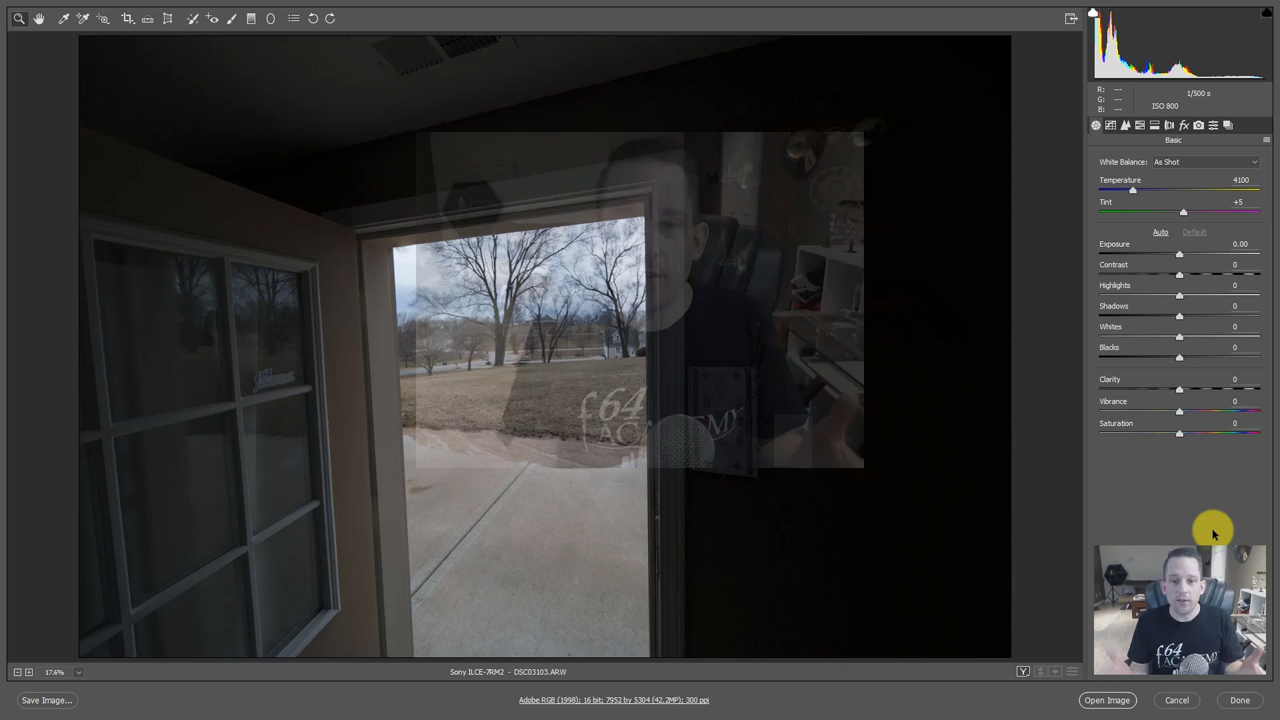 R: ---
G: ---
B: ---
1/500 s
ISO 800
Basic
White Balance: As Shot
Temperature 4100
Tint +5
Auto Default
Exposure 0.00
Contrast 0
Highlights 0
Shadows 0
Whites 0
Blacks 0
Clarity 0
Vibrance 0
Saturation 0
f64
ACADEMY
f64
ACADEMY
17.6%
Sony ILCE-7RM2 - DSC03103.ARW
Y
Save Image...
Adobe RGB (1998); 16 bit; 7952 by 5304 (42.2MP); 300 ppi
Open Image
Cancel
Done